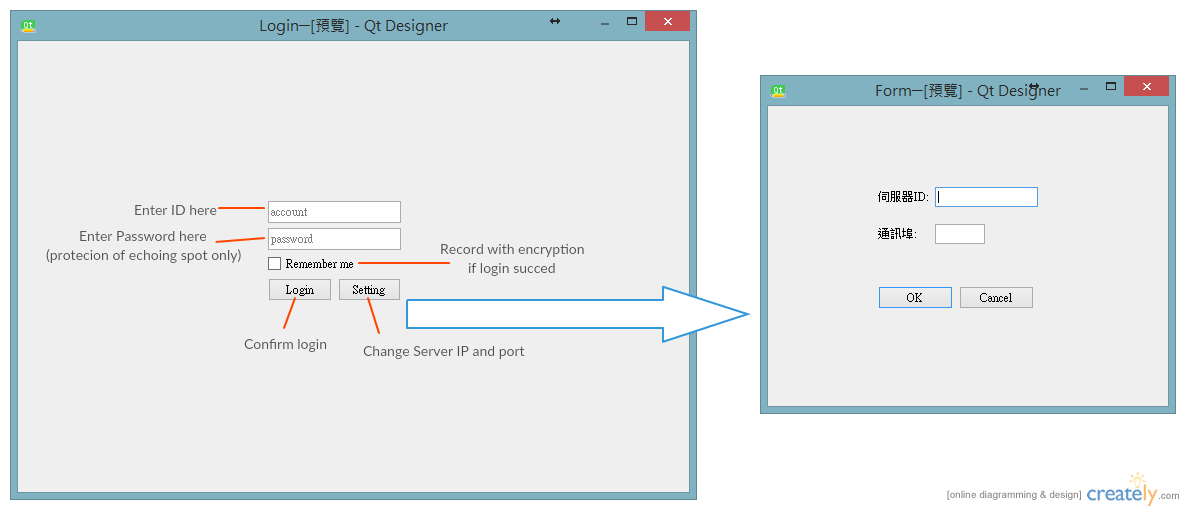 Login─[預覽] - Qt Designer
Enter ID here
account
Enter Password here
(protecion of echoing spot only)
password
Remember me
Record with encryption
if login succed
Login
Setting
Confirm login
Change Server IP and port
Form─[預覽] - Qt Designer
伺服器ID:
通訊埠:
OK
Cancel
[online diagramming & design] creately.com